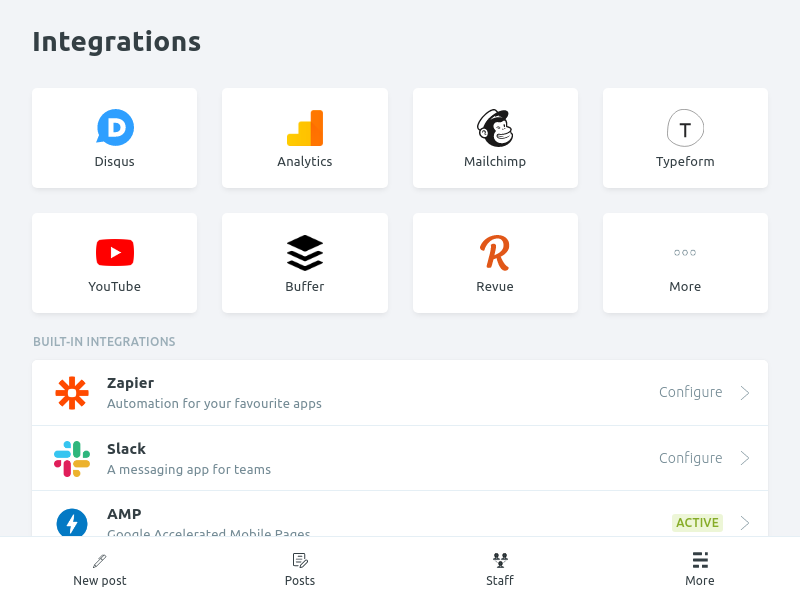 Integrations
Disqus
Analytics
Mailchimp
Typeform
YouTube
Buffer
Revue
More
BUILT-IN INTEGRATIONS
Zapier
Automation for your favourite apps
Configure
Slack
A messaging app for teams
Configure
AMP
Google Accelerated Mobile Pages
ACTIVE
New post
Posts
Staff
More